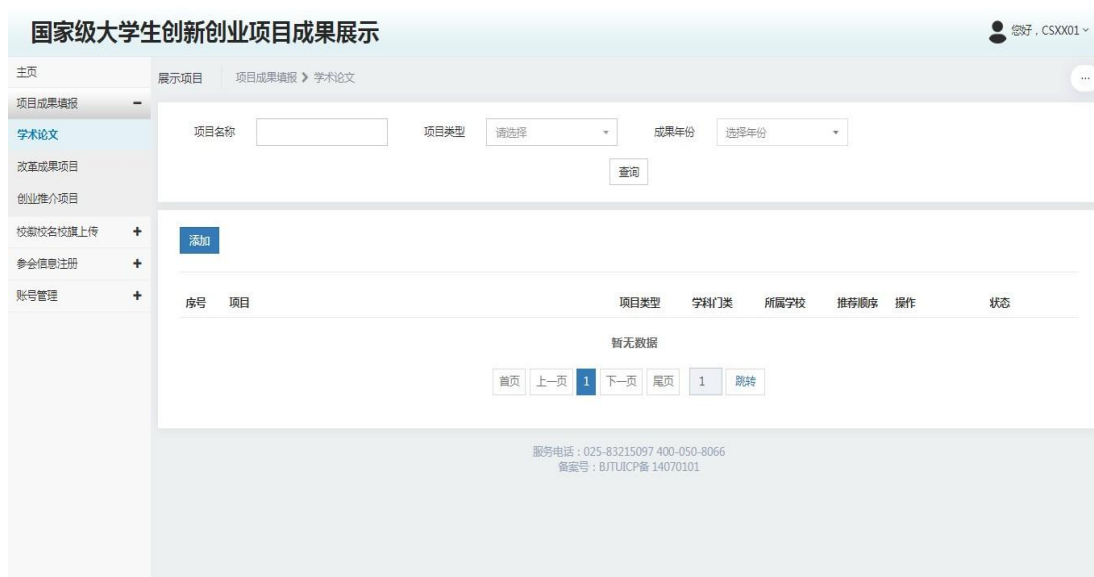 国家级大学生创新创业项目成果展示
您好，CSXX01
主页
项目成果填报
学术论文
改革成果项目
创业推介项目
校徽校名校旗上传
参会信息注册
账号管理
展示项目 项目成果填报 学术论文
...
项目名称 项目类型 请选择 成果年份 选择年份
查询
添加
序号 项目 项目类型 学科门类 所属学校 推荐顺序 操作 状态
暂无数据
首页 上一页 1 下一页 尾页 1 跳转
服务电话：025-83215097 400-050-8066
备案号：BJTUICP备 14070101